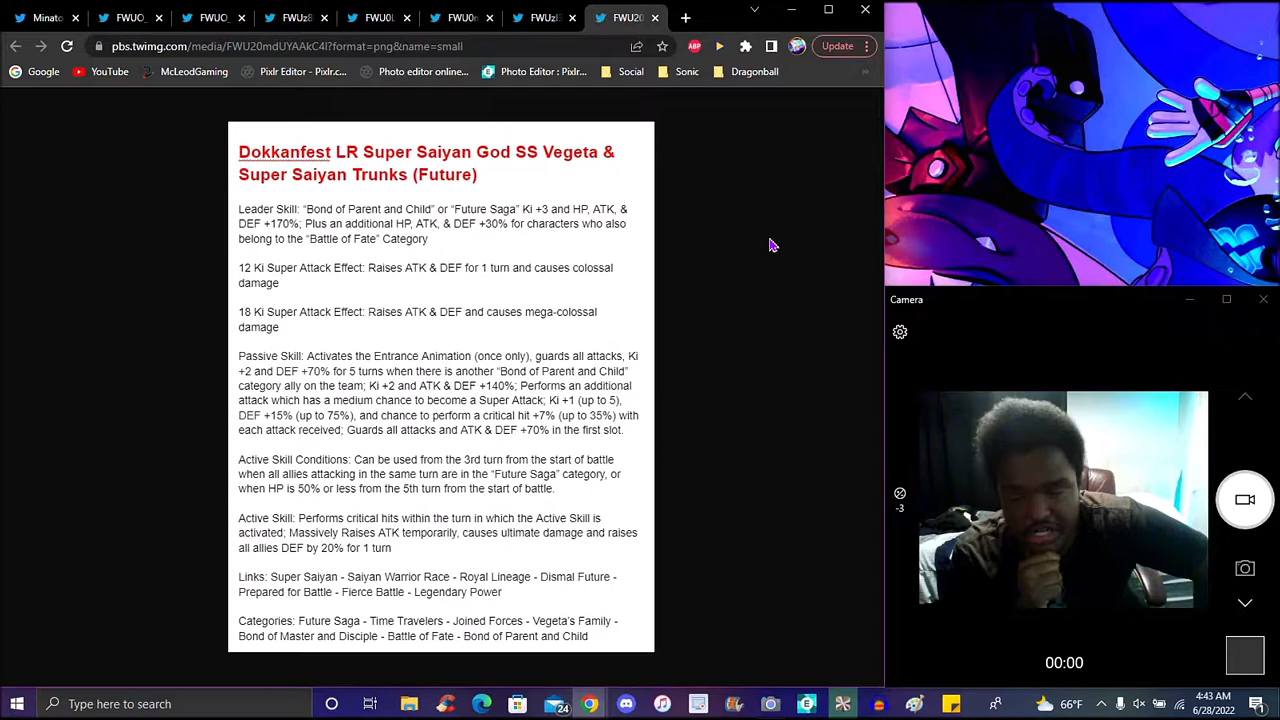 Minato
FWUO_
FWUO_
FWUz8
FWU0L
FWU0n
FWUzI
FWU20
pbs.twimg.com/media/FWU20mdUYAAkC4I?format=png&name=small
ABP
Update
Google
YouTube
McLeodGaming
Pixlr Editor - Pixlr.c...
Photo editor online...
Photo Editor : Pixlr...
Social
Sonic
Dragonball
Dokkanfest LR Super Saiyan God SS Vegeta &
Super Saiyan Trunks (Future)
Leader Skill: “Bond of Parent and Child” or “Future Saga” Ki +3 and HP, ATK, &
DEF +170%; Plus an additional HP, ATK, & DEF +30% for characters who also
belong to the “Battle of Fate” Category
12 Ki Super Attack Effect: Raises ATK & DEF for 1 turn and causes colossal
damage
18 Ki Super Attack Effect: Raises ATK & DEF and causes mega-colossal
damage
Passive Skill: Activates the Entrance Animation (once only), guards all attacks, Ki
+2 and DEF +70% for 5 turns when there is another “Bond of Parent and Child”
category ally on the team; Ki +2 and ATK & DEF +140%; Performs an additional
attack which has a medium chance to become a Super Attack; Ki +1 (up to 5),
DEF +15% (up to 75%), and chance to perform a critical hit +7% (up to 35%) with
each attack received; Guards all attacks and ATK & DEF +70% in the first slot.
Active Skill Conditions: Can be used from the 3rd turn from the start of battle
when all allies attacking in the same turn are in the “Future Saga” category, or
when HP is 50% or less from the 5th turn from the start of battle.
Active Skill: Performs critical hits within the turn in which the Active Skill is
activated; Massively Raises ATK temporarily, causes ultimate damage and raises
all allies DEF by 20% for 1 turn
Links: Super Saiyan - Saiyan Warrior Race - Royal Lineage - Dismal Future -
Prepared for Battle - Fierce Battle - Legendary Power
Categories: Future Saga - Time Travelers - Joined Forces - Vegeta’s Family -
Bond of Master and Disciple - Battle of Fate - Bond of Parent and Child
Camera
-3
00:00
Type here to search
24
66°F
4:43 AM
6/28/2022